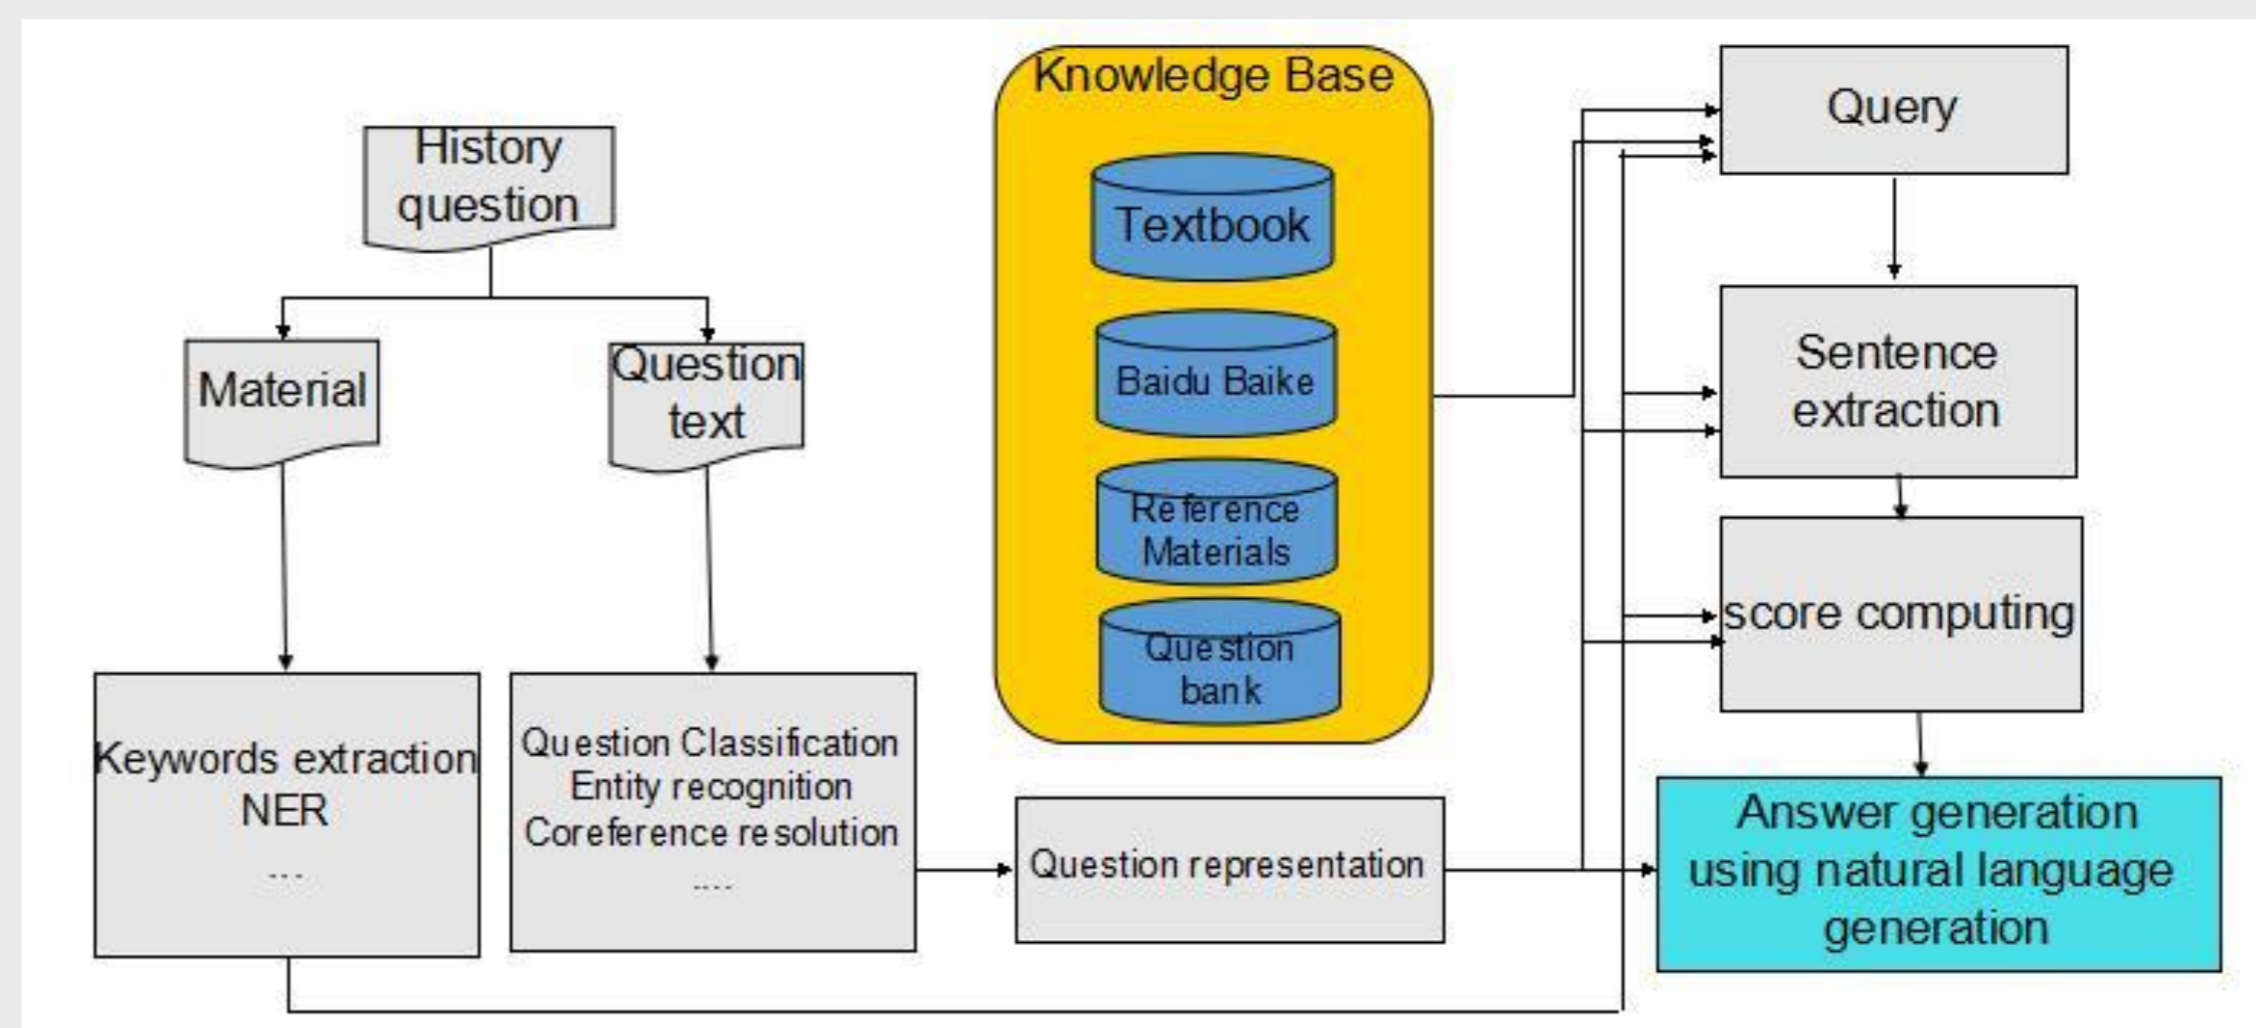 History
question
Material
Question
text
Keywords extraction
NER
...
Question Classification
Entity recognition
Coreference resolution
....
Knowledge Base
Textbook
Baidu Baike
Reference
Materials
Question
bank
Question representation
Query
Sentence
extraction
score computing
Answer generation
using natural language
generation